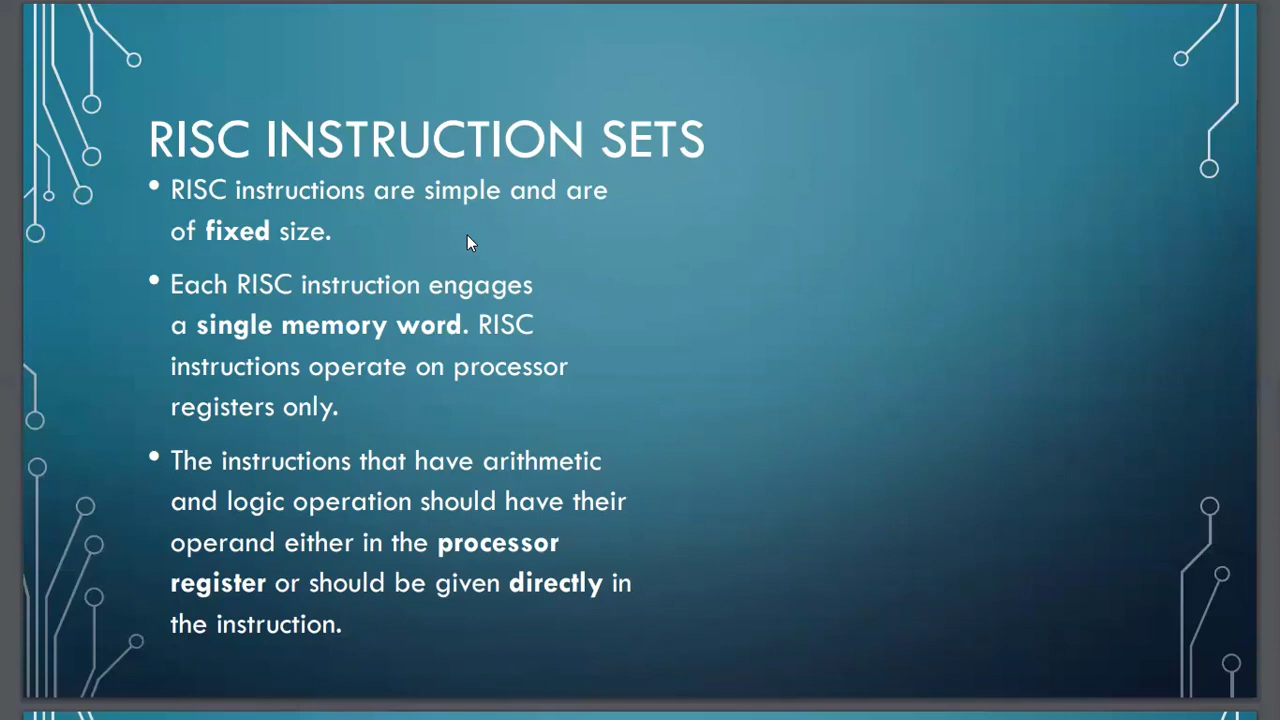 RISC INSTRUCTION SETS
• RISC instructions are simple and are
of fixed size.
• Each RISC instruction engages
a single memory word. RISC
instructions operate on processor
registers only.
• The instructions that have arithmetic
and logic operation should have their
operand either in the processor
register or should be given directly in
the instruction.